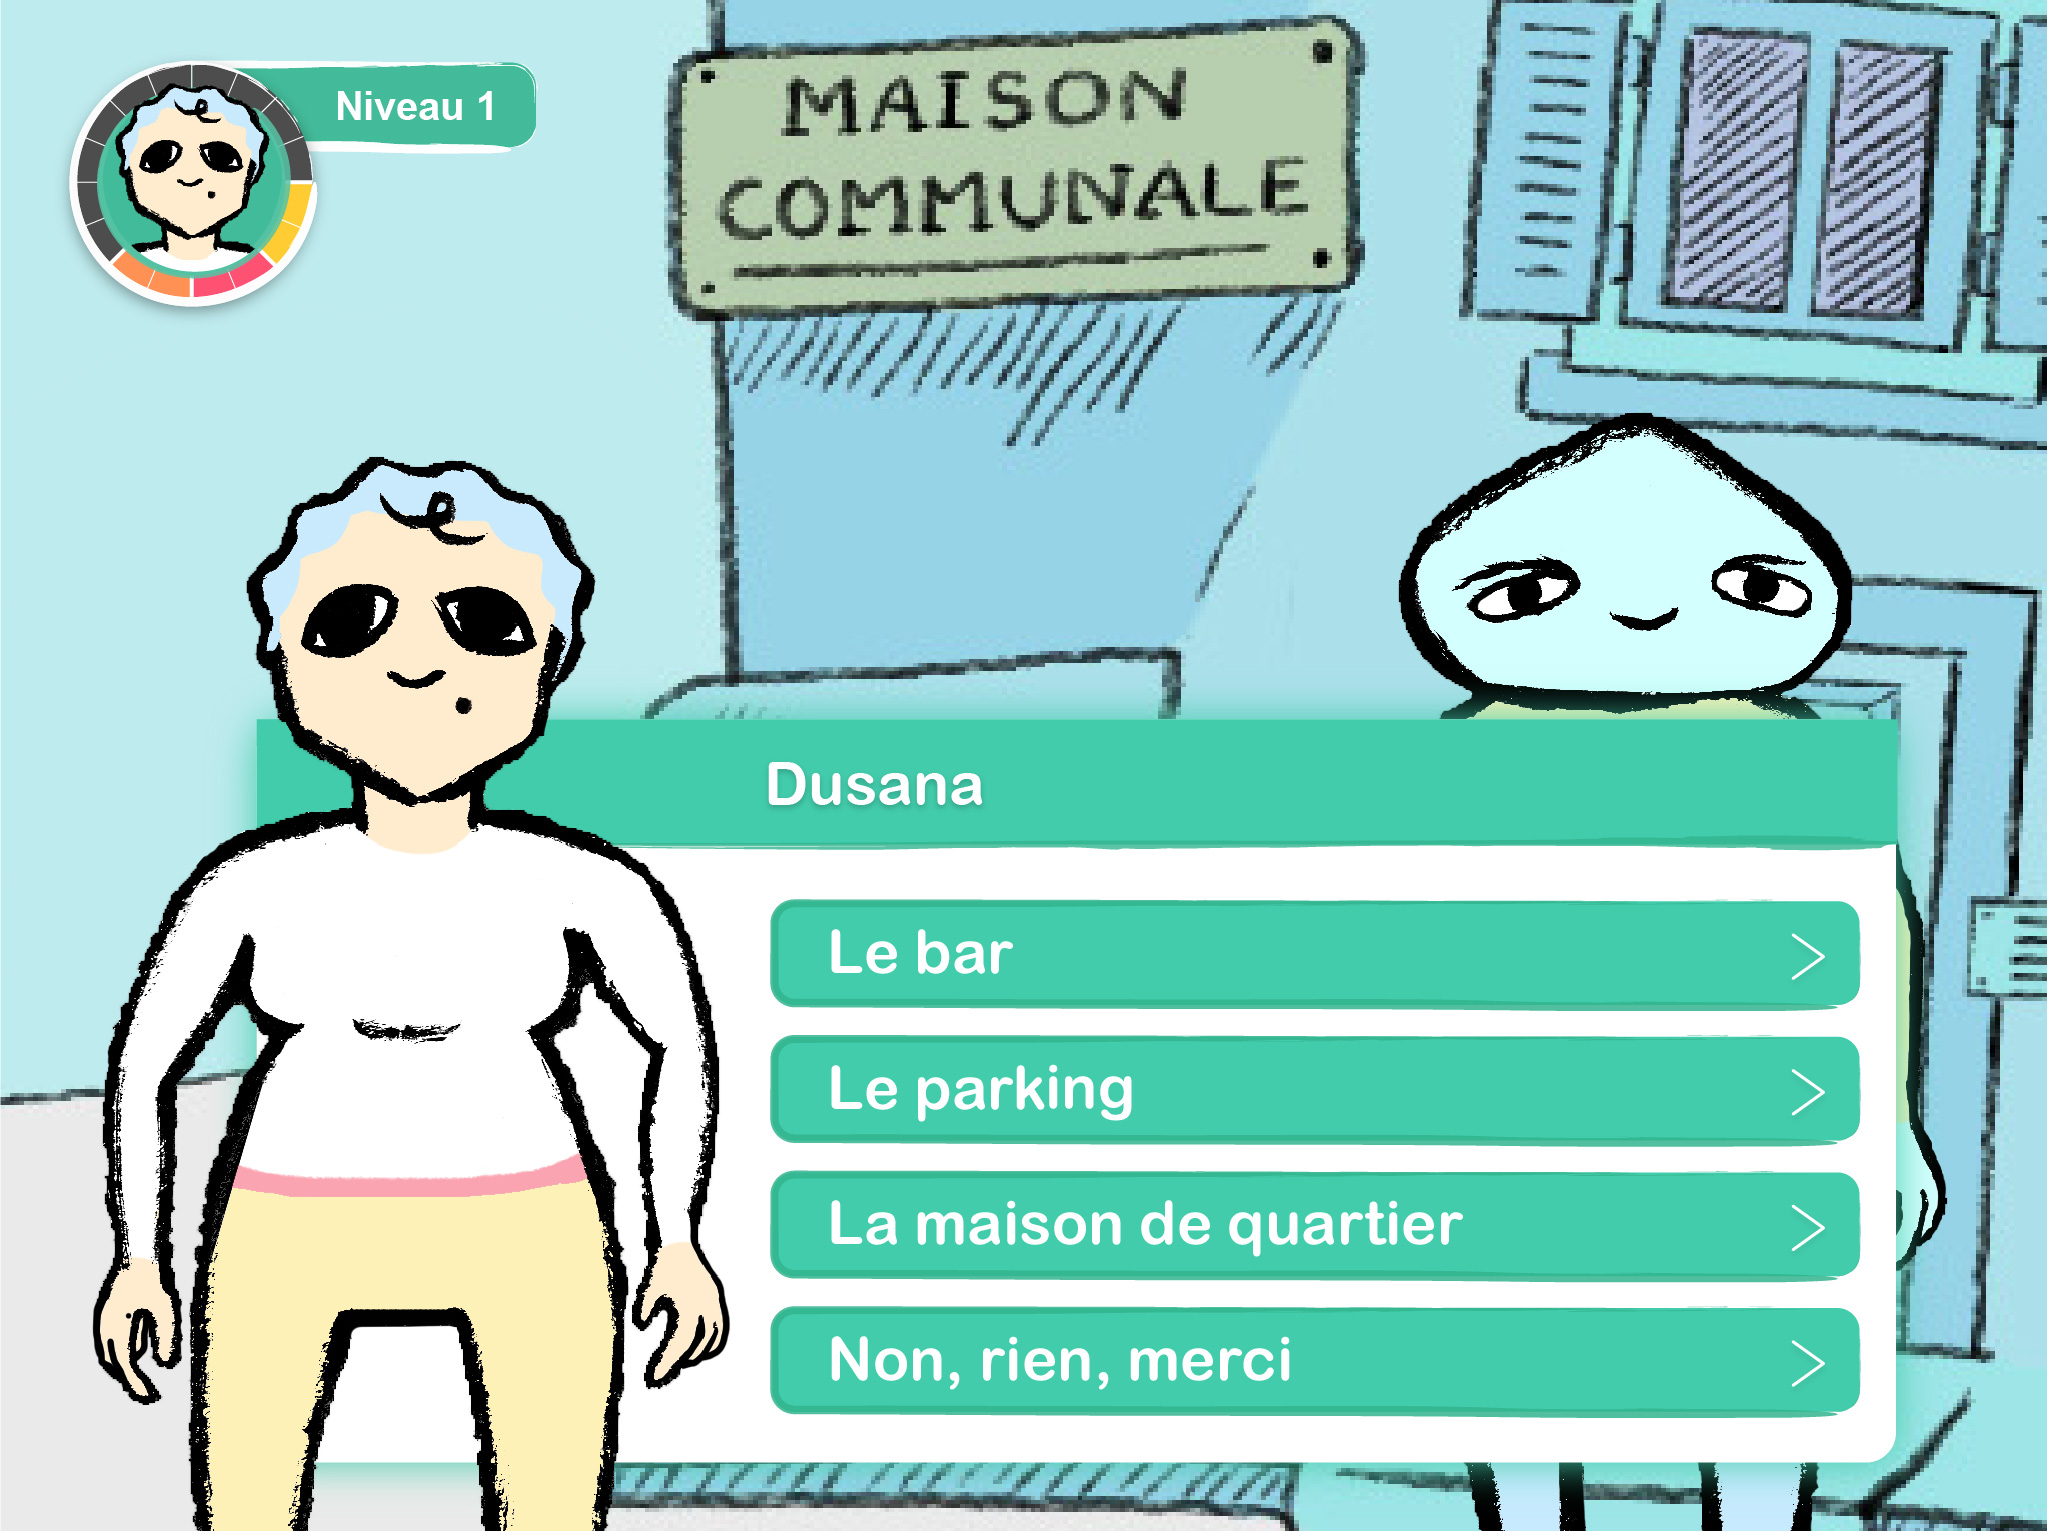 Niveau 1
MAISON
COMMUNALE
Dusana
Le bar
Le parking
La maison de quartier
Non, rien, merci